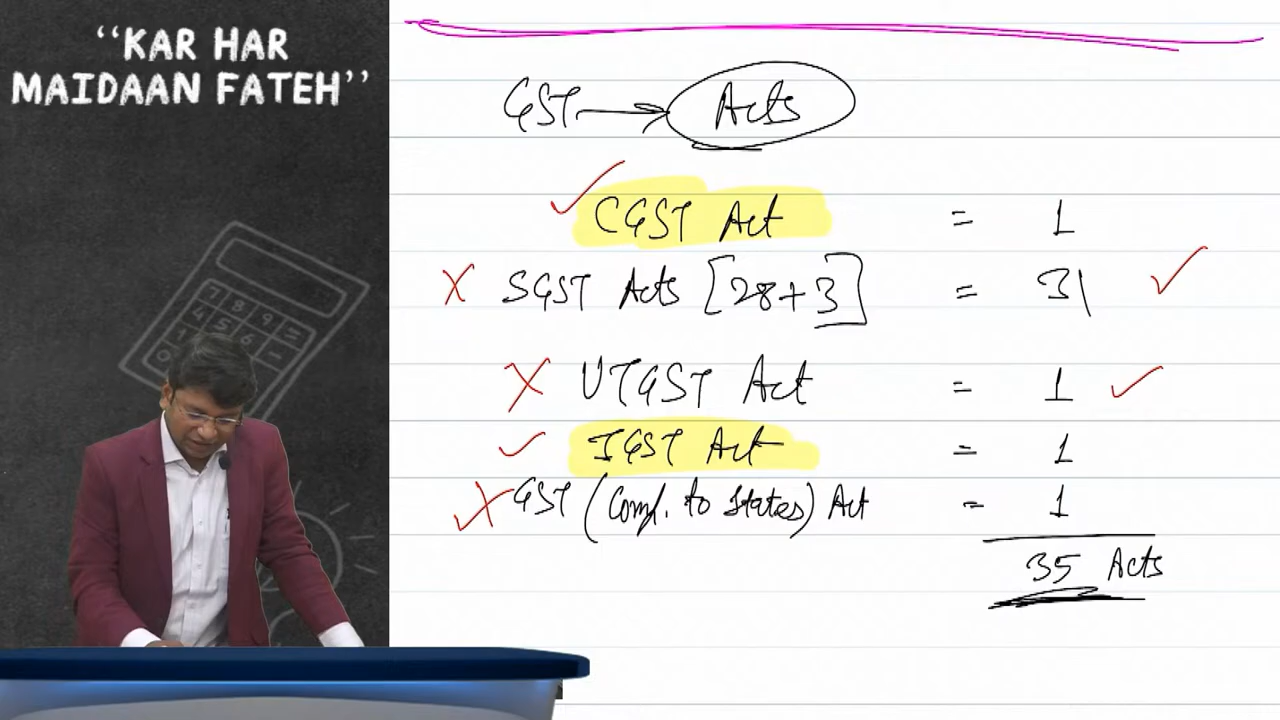 “KAR HAR
MAIDAAN FATEH”
GST → Acts
✓ CGST Act = 1
X SGST Acts [28+3] = 31 ✓
X UTGST Act = 1 ✓
✓ IGST Act = 1
X GST (Comp. to States) Act = 1
35 Acts